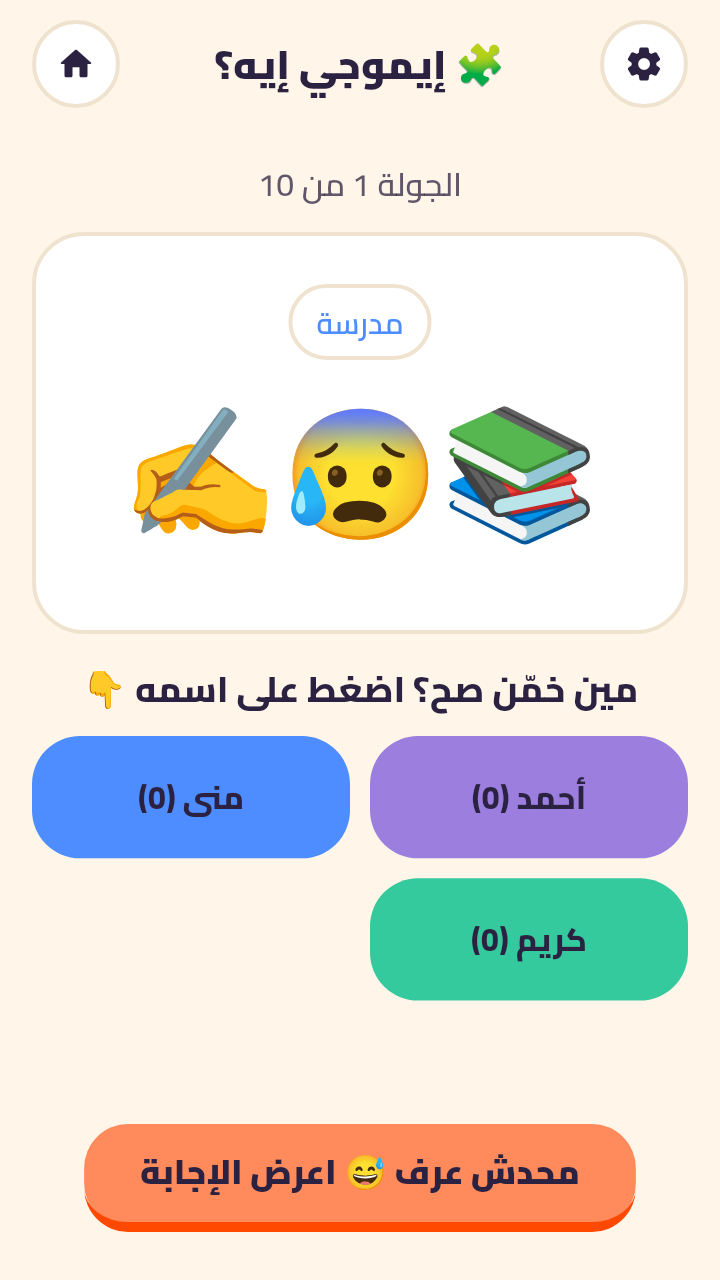 🧩 إيموجي إيه؟
الجولة 1 من 10
مدرسة
📚😰✍️
مين خمّن صح؟ اضغط على اسمه 👇
أحمد (0)
منى (0)
كريم (0)
محدش عرف 😅 اعرض الإجابة